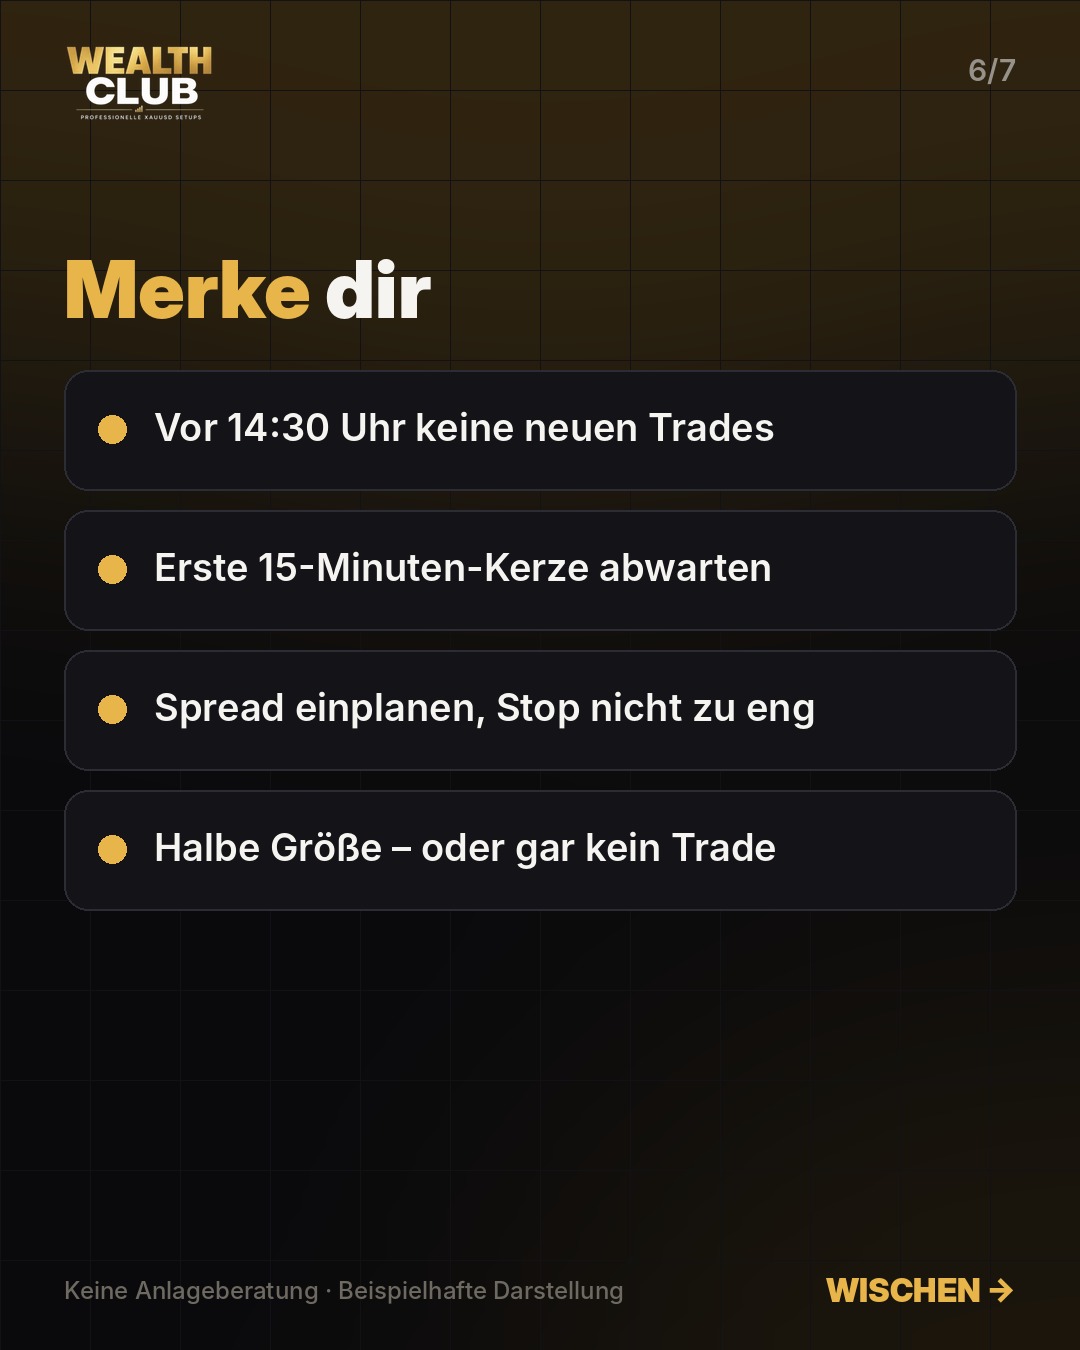 WEALTH
CLUB
PROFESSIONELLE XAUUSD SETUPS
6/7
Merke dir
Vor 14:30 Uhr keine neuen Trades
Erste 15-Minuten-Kerze abwarten
Spread einplanen, Stop nicht zu eng
Halbe Größe – oder gar kein Trade
Keine Anlageberatung · Beispielhafte Darstellung
WISCHEN →